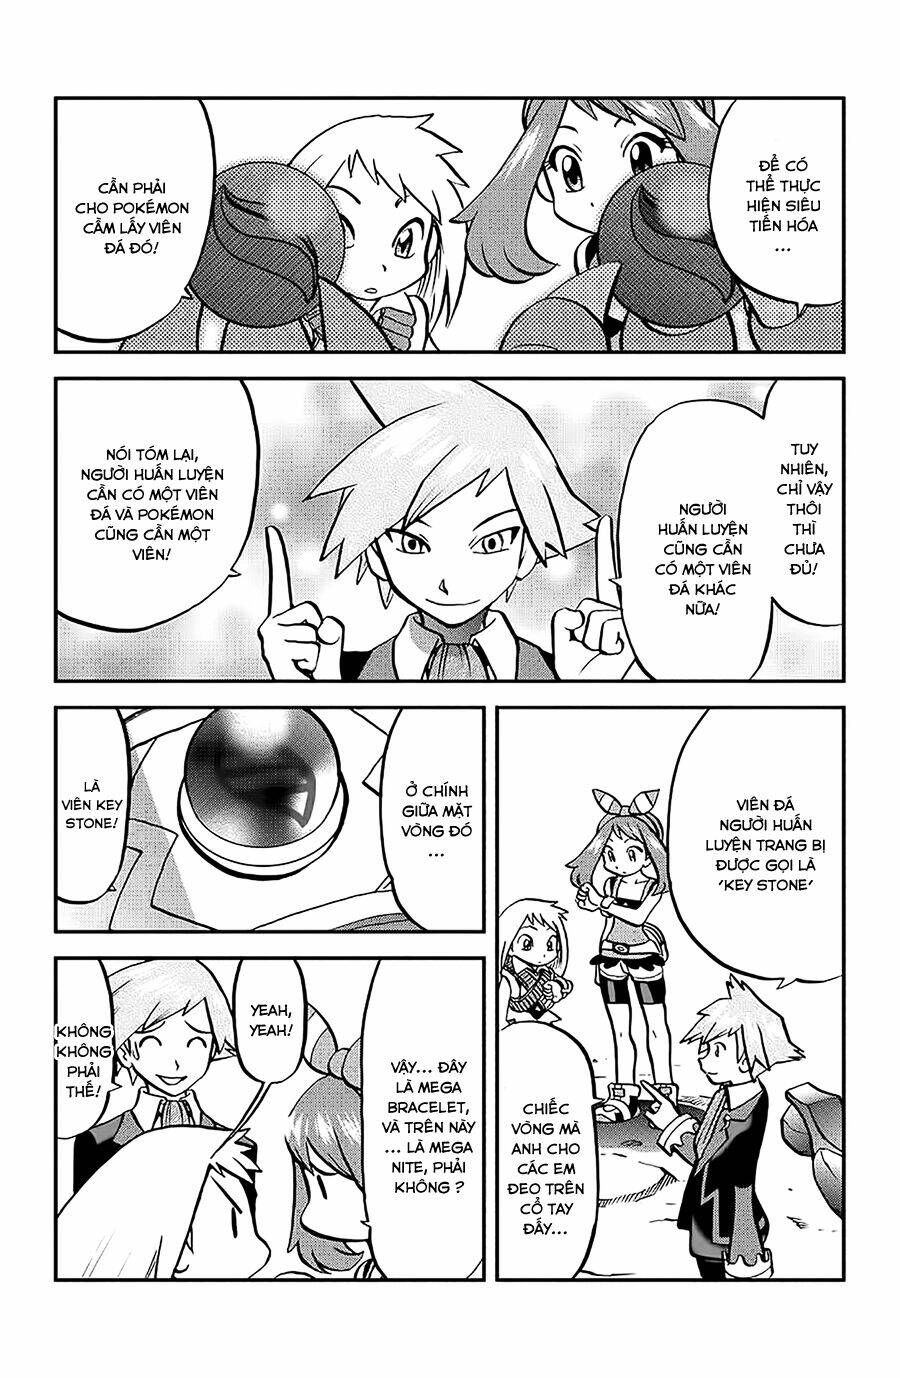 ĐỂ CÓ
THỂ THỰC
HIỆN SIÊU
TIẾN HÓA
...
CẦN PHẢI
CHO POKÉMON
CẦM LẤY VIÊN
ĐÁ ĐÓ!
TUY
NHIÊN,
CHỈ VẬY
THÔI
THÌ
CHƯA
ĐỦ!
NGƯỜI
HUẤN LUYỆN
CŨNG CẦN
CÓ MỘT VIÊN
ĐÁ KHÁC
NỮA!
NÓI TÓM LẠI,
NGƯỜI HUẤN LUYỆN
CẦN CÓ MỘT VIÊN
ĐÁ VÀ POKÉMON
CŨNG CẦN MỘT
VIÊN!
VIÊN ĐÁ
NGƯỜI HUẤN
LUYỆN TRANG BỊ
ĐƯỢC GỌI LÀ
'KEY STONE'
CHIẾC
VÒNG MÀ
ANH CHO
CÁC EM
ĐEO TRÊN
CỔ TAY
ĐẤY...
Ở CHÍNH
GIỮA MẶT
VÒNG ĐÓ
...
LÀ
VIÊN KEY
STONE!
VẬY... ĐÂY
LÀ MEGA
BRACELET,
VÀ TRÊN NÀY
... LÀ MEGA
NITE, PHẢI
KHÔNG ?
YEAH,
YEAH!
KHÔNG
KHÔNG
PHẢI
THẾ!